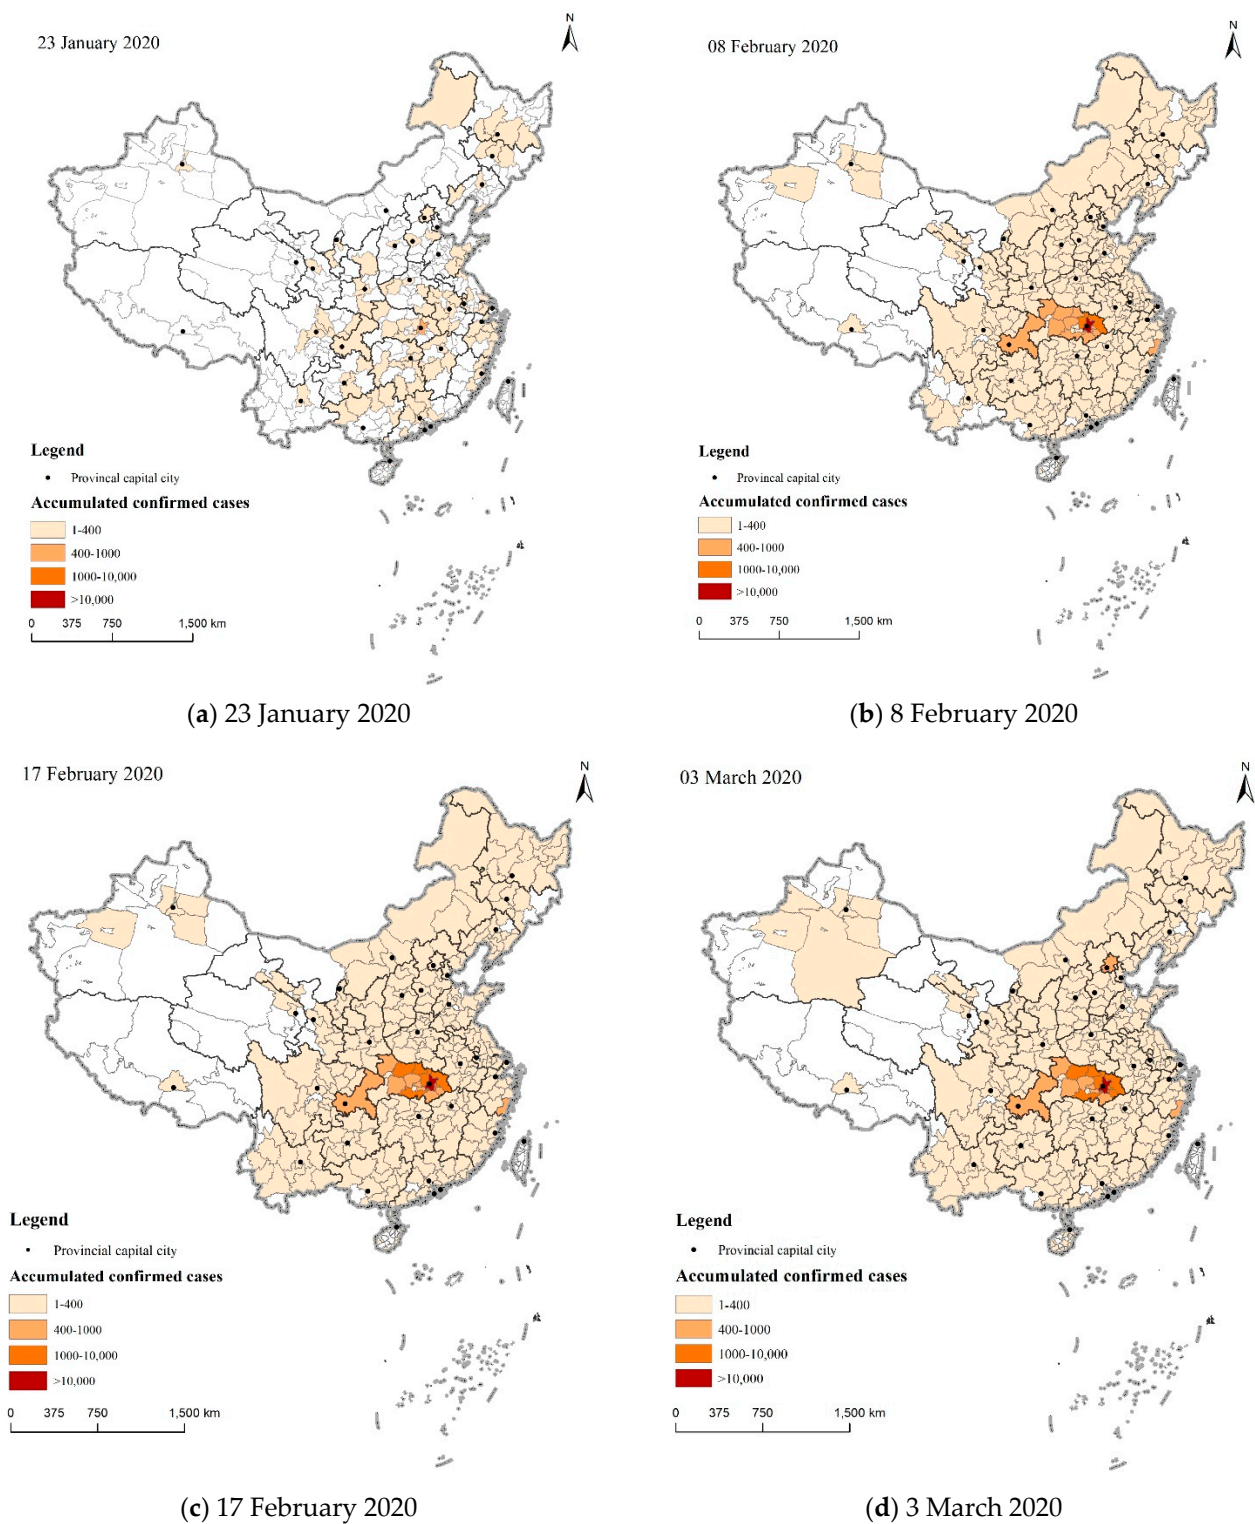 23 January 2020
N
Legend
Provincal capital city
Accumulated confirmed cases
1-400
400-1000
1000-10,000
>10,000
0 375 750 1,500 km
(a) 23 January 2020
08 February 2020
N
Legend
Provincal capital city
Accumulated confirmed cases
1-400
400-1000
1000-10,000
>10,000
0 375 750 1,500 km
(b) 8 February 2020
17 February 2020
N
Legend
Provincial capital city
Accumulated confirmed cases
1-400
400-1000
1000-10,000
>10,000
0 375 750 1,500 km
(c) 17 February 2020
03 March 2020
N
Legend
Provincial capital city
Accumulated confirmed cases
1-400
400-1000
1000-10,000
>10,000
0 375 750 1,500 km
(d) 3 March 2020